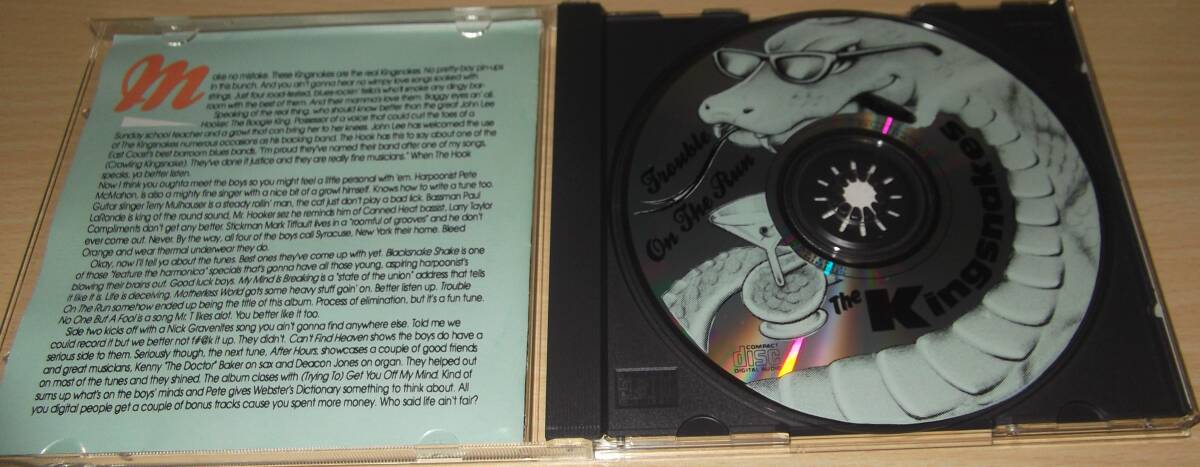 Make no mistake. These Kingsnakes are the real Kingsnakes. No pretty-boy pin-ups
in this bunch. And you ain't gonna hear no wimpy love songs socked with
strings. Just four road-tested, blues-rockin' fella's who'll smoke any dingy bar-
room with the best of them. And their mamma's love them. Baggy eyes an' all.
Speaking of the real thing, who should know better than the great John Lee
Hooker, The Boogie King. Possessor of a voice that could curl the toes of a
Sunday school teacher and a growl that can bring her to her knees. John Lee has welcomed the use
of The Kingsnakes numerous occasions as his backing band. The Hook has this to say about one of the
East Coast's best barroom blues bands. "I'm proud they've named their band after one of my songs,
(Crawling Kingsnake). They've done it justice and they are really fine musicians." When The Hook
speaks, ya better listen.
Now I think you oughta meet the boys so you might feel a little personal with 'em. Harpoonist Pete
McMahon, is also a mighty fine singer with a nice bit of a growl himself. Knows how to write a tune too.
Guitar slinger Terry Mulhauser is a steady rollin' man, the cat just don't play a bad lick. Bassman Paul
LaRonde is king of the round sound, Mr. Hooker sez he reminds him of Canned Heat bassist, Larry Taylor
Compliments don't get any better. Stickman Mark Tiffault lives in a "roomful of grooves" and he don't
ever come out. Never. By the way, all four of the boys call Syracuse, New York their home. Bleed
Orange and wear thermal underwear they do.
Okay, now I'll tell ya about the tunes. Best ones they've come up with yet. Blacksnake Shake is one
of those "feature the harmonica" specials that's gonna have all those young, aspiring harpoonist's
blowing their brains out. Good luck boys. My Mind is Breaking is a "state of the union" address that tells
it like it is. Life is deceiving. Motherless World gots some heavy stuff goin' on. Better listen up. Trouble
On The Run somehow ended up being the title of this album. Process of elimination, but it's a fun tune.
No One But A Fool is a song Mr. T likes alot. You better like it too.
Side two kicks off with a Nick Gravenites song you ain't gonna find anywhere else. Told me we
could record it but we better not f#@k it up. They didn't. Can't Find Heaven shows the boys do have a
serious side to them. Seriously though, the next tune, After Hours, showcases a couple of good friends
and great musicians, Kenny "The Doctor" Baker on sax and Deacon Jones on organ. They helped out
on most of the tunes and they shined. The album closes with (Trying To) Get You Off My Mind. Kind of
sums up what's on the boys' minds and Pete gives Webster's Dictionary something to think about. All
you digital people get a couple of bonus tracks cause you spent more money. Who said life ain't fair?
Trouble
On The Run
The Kingsnakes
COMPACT
disc
DIGITAL AUDIO